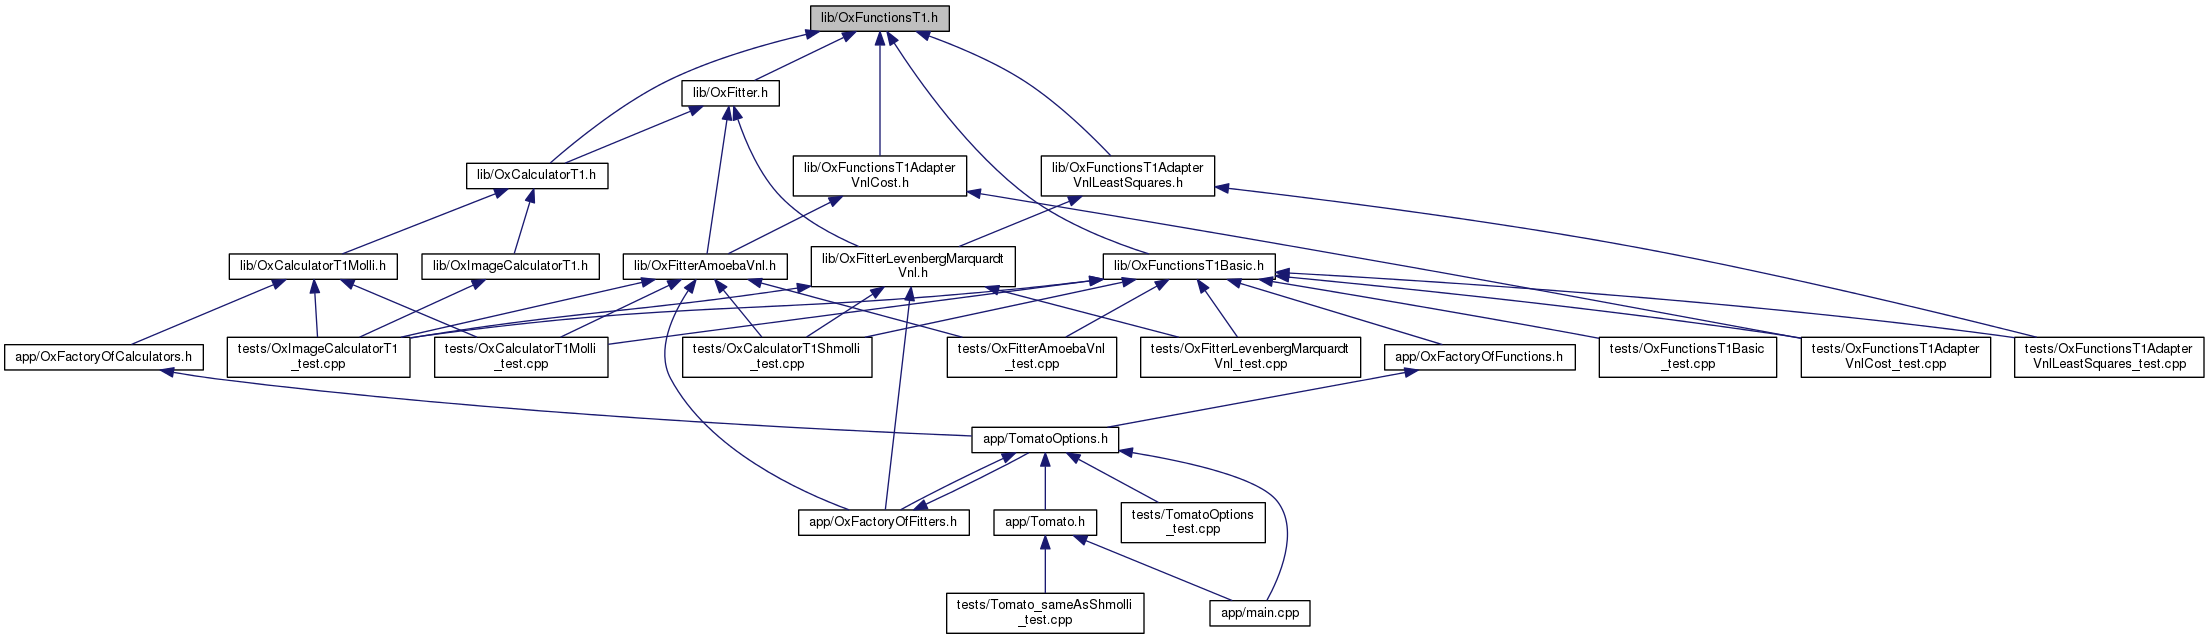 lib/OxFunctionsT1.h
lib/OxFitter.h
lib/OxCalculatorT1.h
lib/OxFunctionsT1Adapter
VnlCost.h
lib/OxFunctionsT1Adapter
VnlLeastSquares.h
lib/OxCalculatorT1Molli.h
lib/OxImageCalculatorT1.h
lib/OxFitterAmoebaVnl.h
lib/OxFitterLevenbergMarquardt
Vnl.h
lib/OxFunctionsT1Basic.h
app/OxFactoryOfCalculators.h
tests/OxImageCalculatorT1
_test.cpp
tests/OxCalculatorT1Molli
_test.cpp
tests/OxCalculatorT1Shmolli
_test.cpp
tests/OxFitterAmoebaVnl
_test.cpp
tests/OxFitterLevenbergMarquardt
Vnl_test.cpp
app/OxFactoryOfFunctions.h
tests/OxFunctionsT1Basic
_test.cpp
tests/OxFunctionsT1Adapter
VnlCost_test.cpp
tests/OxFunctionsT1Adapter
VnlLeastSquares_test.cpp
app/TomatoOptions.h
app/OxFactoryOfFitters.h
app/Tomato.h
tests/TomatoOptions
_test.cpp
tests/Tomato_sameAsShmolli
_test.cpp
app/main.cpp